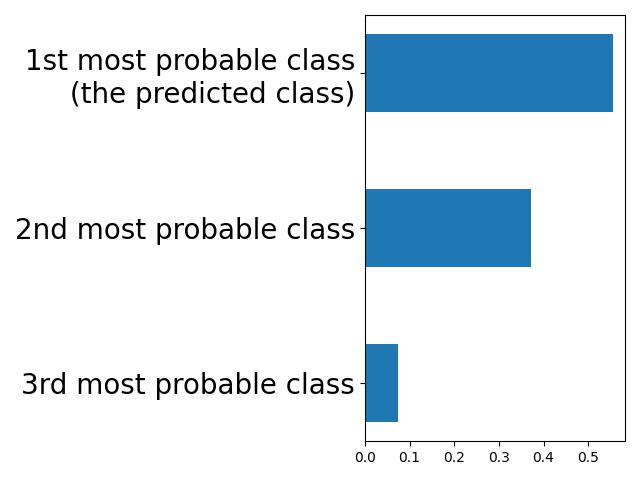 1st most probable class
(the predicted class)
2nd most probable class
3rd most probable class
0.0 0.1 0.2 0.3 0.4 0.5